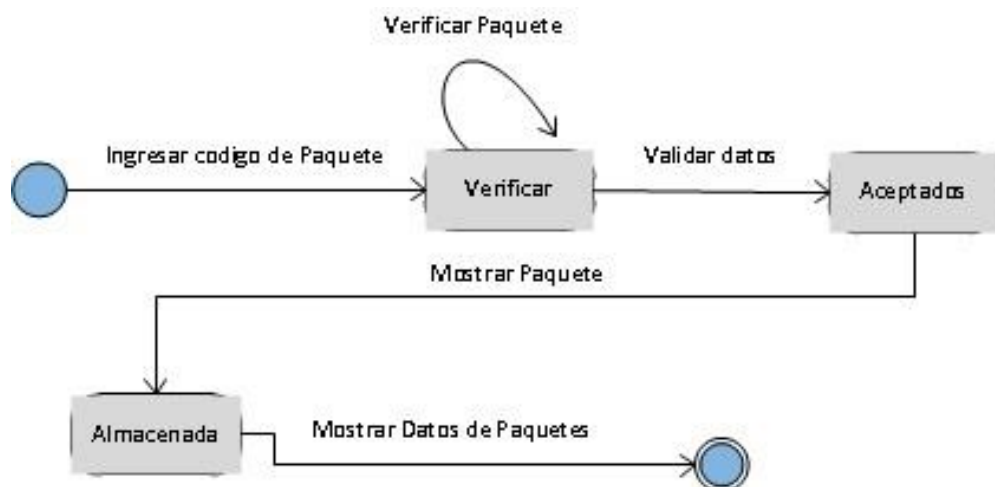 Verificar Paquete
Ingresar codigo de Paquete
Verificar
Validar datos
Aceptados
Mostrar Paquete
Almacenada
Mostrar Datos de Paquetes